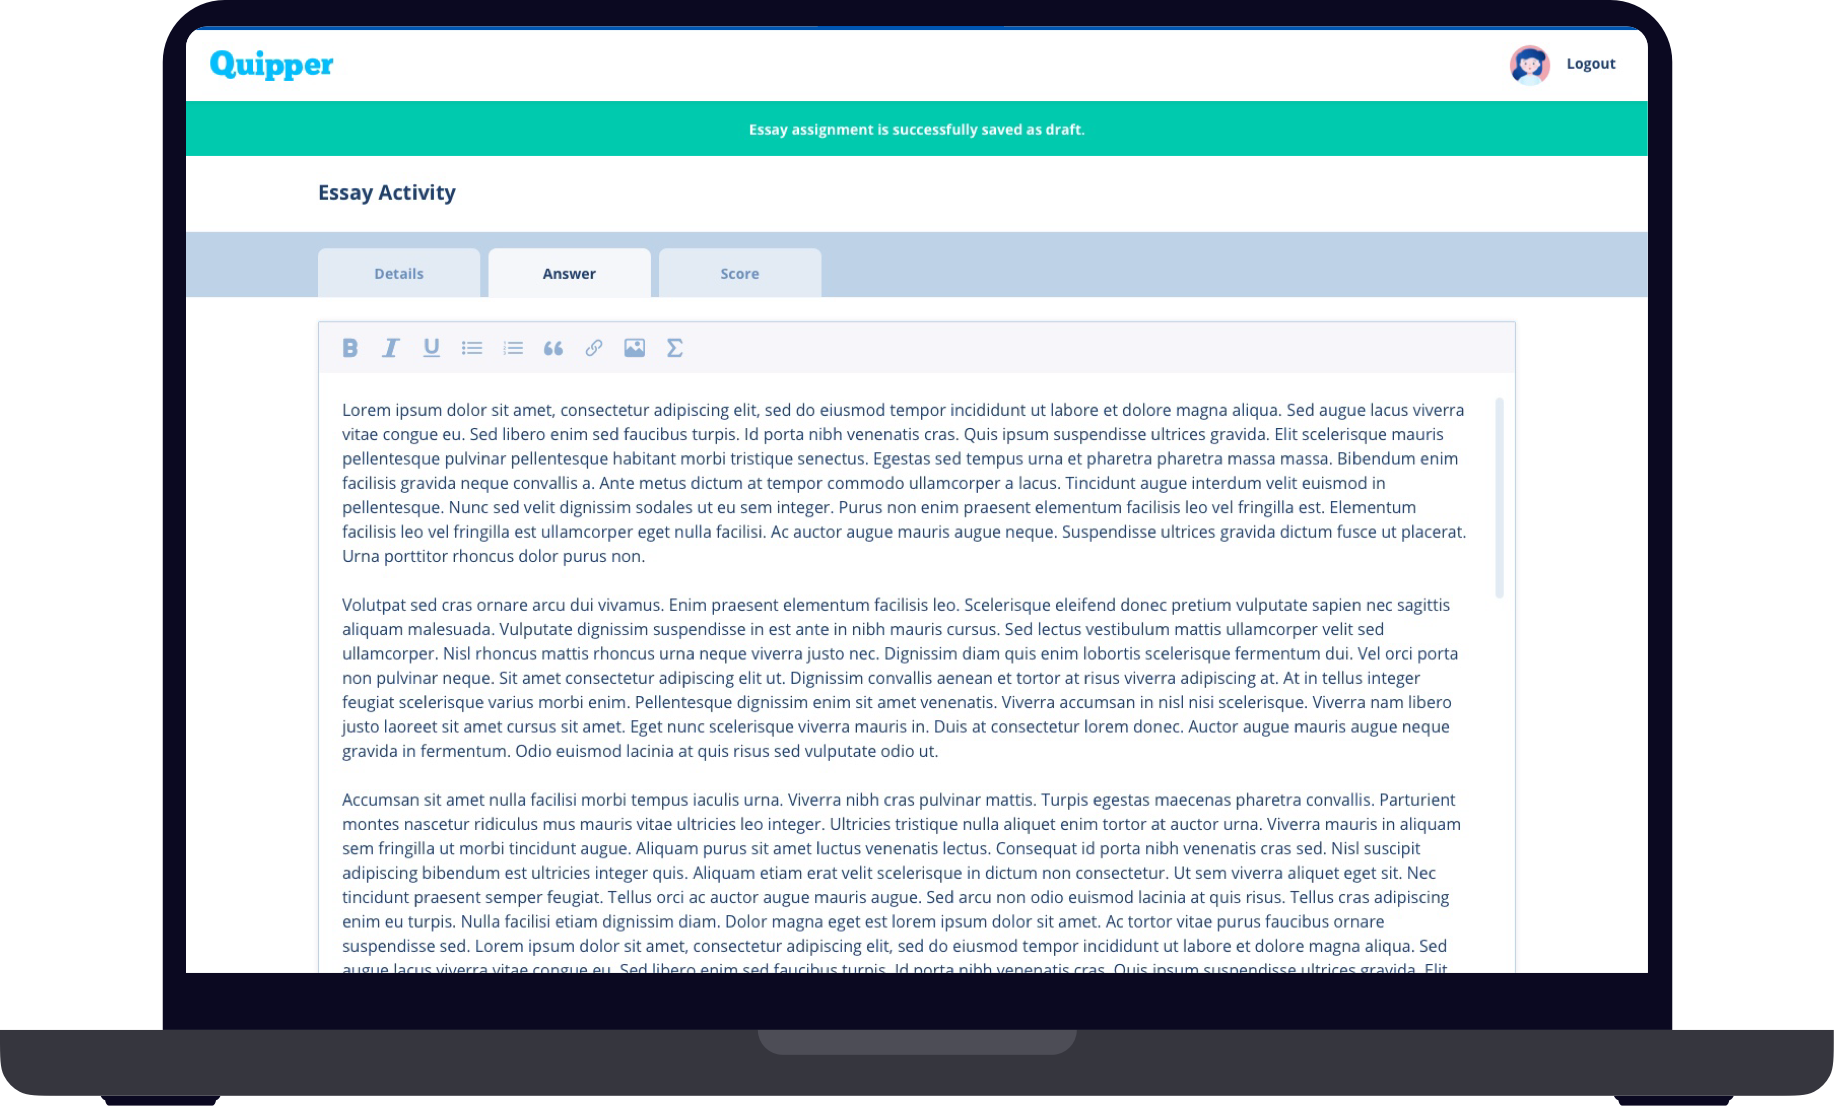 Quipper
Logout
Essay assignment is successfully saved as draft.
Essay Activity
Details
Answer
Score
B I U
Lorem ipsum dolor sit amet, consectetur adipiscing elit, sed do eiusmod tempor incididunt ut labore et dolore magna aliqua. Sed augue lacus viverra
vitae congue eu. Sed libero enim sed faucibus turpis. Id porta nibh venenatis cras. Quis ipsum suspendisse ultrices gravida. Elit scelerisque mauris
pellentesque pulvinar pellentesque habitant morbi tristique senectus. Egestas sed tempus urna et pharetra pharetra massa massa. Bibendum enim
facilisis gravida neque convallis a. Ante metus dictum at tempor commodo ullamcorper a lacus. Tincidunt augue interdum velit euismod in
pellentesque. Nunc sed velit dignissim sodales ut eu sem integer. Purus non enim praesent elementum facilisis leo vel fringilla est. Elementum
facilisis leo vel fringilla est ullamcorper eget nulla facilisi. Ac auctor augue mauris augue neque. Suspendisse ultrices gravida dictum fusce ut placerat.
Urna porttitor rhoncus dolor purus non.
Volutpat sed cras ornare arcu dui vivamus. Enim praesent elementum facilisis leo. Scelerisque eleifend donec pretium vulputate sapien nec sagittis
aliquam malesuada. Vulputate dignissim suspendisse in est ante in nibh mauris cursus. Sed lectus vestibulum mattis ullamcorper velit sed
ullamcorper. Nisl rhoncus mattis rhoncus urna neque viverra justo nec. Dignissim diam quis enim lobortis scelerisque fermentum dui. Vel orci porta
non pulvinar neque. Sit amet consectetur adipiscing elit ut. Dignissim convallis aenean et tortor at risus viverra adipiscing at. At in tellus integer
feugiat scelerisque varius morbi enim. Pellentesque dignissim enim sit amet venenatis. Viverra accumsan in nisl nisi scelerisque. Viverra nam libero
justo laoreet sit amet cursus sit amet. Eget nunc scelerisque viverra mauris in. Duis at consectetur lorem donec. Auctor augue mauris augue neque
gravida in fermentum. Odio euismod lacinia at quis risus sed vulputate odio ut.
Accumsan sit amet nulla facilisi morbi tempus iaculis urna. Viverra nibh cras pulvinar mattis. Turpis egestas maecenas pharetra convallis. Parturient
montes nascetur ridiculus mus mauris vitae ultricies leo integer. Ultricies tristique nulla aliquet enim tortor at auctor urna. Viverra mauris in aliquam
sem fringilla ut morbi tincidunt augue. Aliquam purus sit amet luctus venenatis lectus. Consequat id porta nibh venenatis cras sed. Nisl suscipit
adipiscing bibendum est ultricies integer quis. Aliquam etiam erat velit scelerisque in dictum non consectetur. Ut sem viverra aliquet eget sit. Nec
tincidunt praesent semper feugiat. Tellus orci ac auctor augue mauris augue. Sed arcu non odio euismod lacinia at quis risus. Tellus cras adipiscing
enim eu turpis. Nulla facilisi etiam dignissim diam. Dolor magna eget est lorem ipsum dolor sit amet. Ac tortor vitae purus faucibus ornare
suspendisse sed. Lorem ipsum dolor sit amet, consectetur adipiscing elit, sed do eiusmod tempor incididunt ut labore et dolore magna aliqua. Sed
augue lacus viverra vitae congue eu. Sed libero enim sed faucibus turpis. Id porta nibh venenatis cras. Quis ipsum suspendisse ultrices gravida. Elit